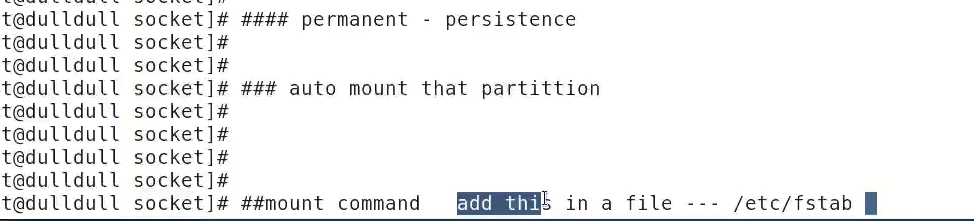 t@dulldull socket]# #### permanent - persistence
t@dulldull socket]#
t@dulldull socket]#
t@dulldull socket]# ### auto mount that partittion
t@dulldull socket]#
t@dulldull socket]#
t@dulldull socket]#
t@dulldull socket]#
t@dulldull socket]# ##mount command   add this in a file --- /etc/fstab